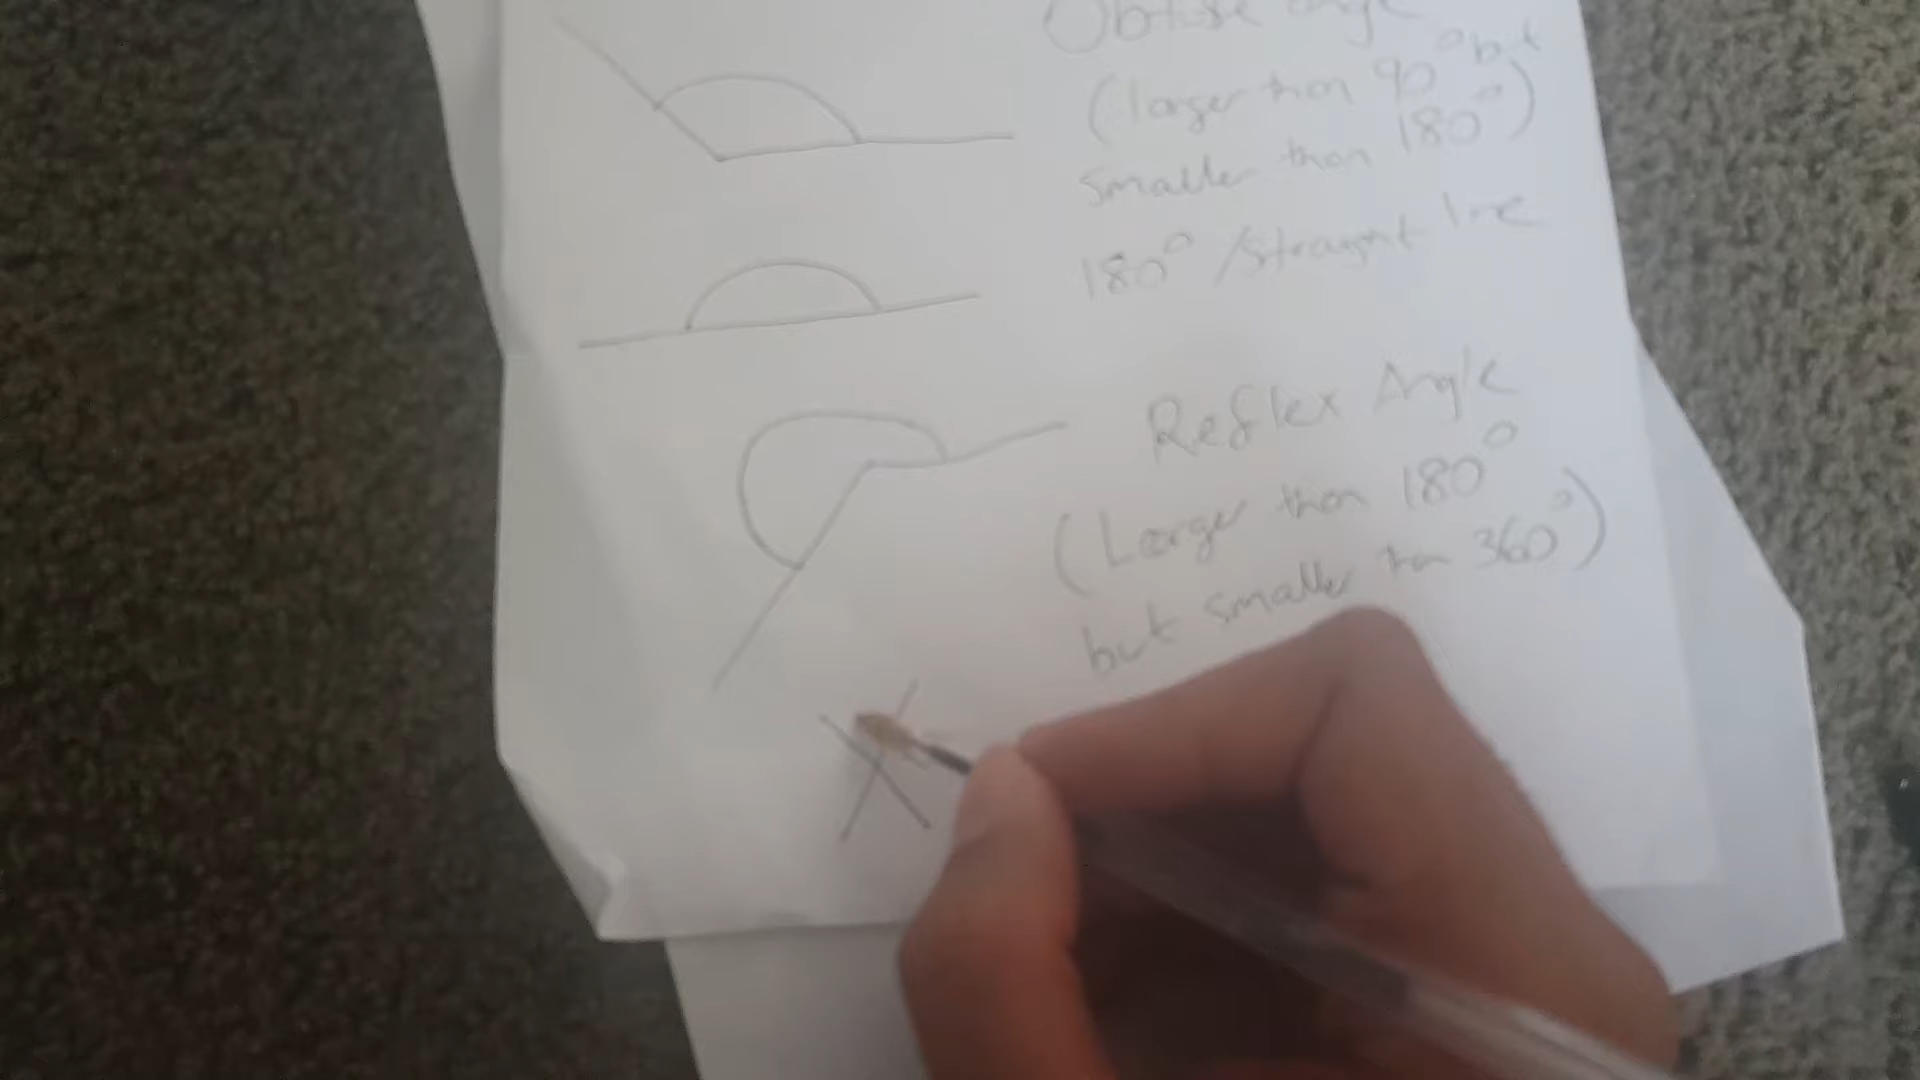 Obtuse angle
(larger than 90° but
smaller than 180°)
180°/straight line
Reflex Angle
(Larger than 180°
but smaller than 360°)